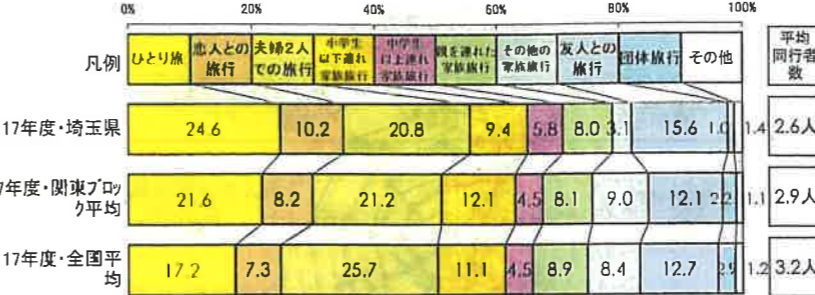 0% 20% 40% 60% 80% 100%
凡例 ひとり旅 恋人との旅行 夫婦2人での旅行 小学生以下連れ家族旅行 中学生以上連れ家族旅行 親を連れた家族旅行 その他の家族旅行 友人との旅行 団体旅行 その他 平均同行者数
17年度・埼玉県 24.6 10.2 20.8 9.4 5.8 8.0 3.1 15.6 1.0 1.4 2.6人
7年度・関東ブロック平均 21.6 8.2 21.2 12.1 4.5 8.1 9.0 12.1 2.2 1.1 2.9人
17年度・全国平均 17.2 7.3 25.7 11.1 4.5 8.9 8.4 12.7 1.2 3.2人